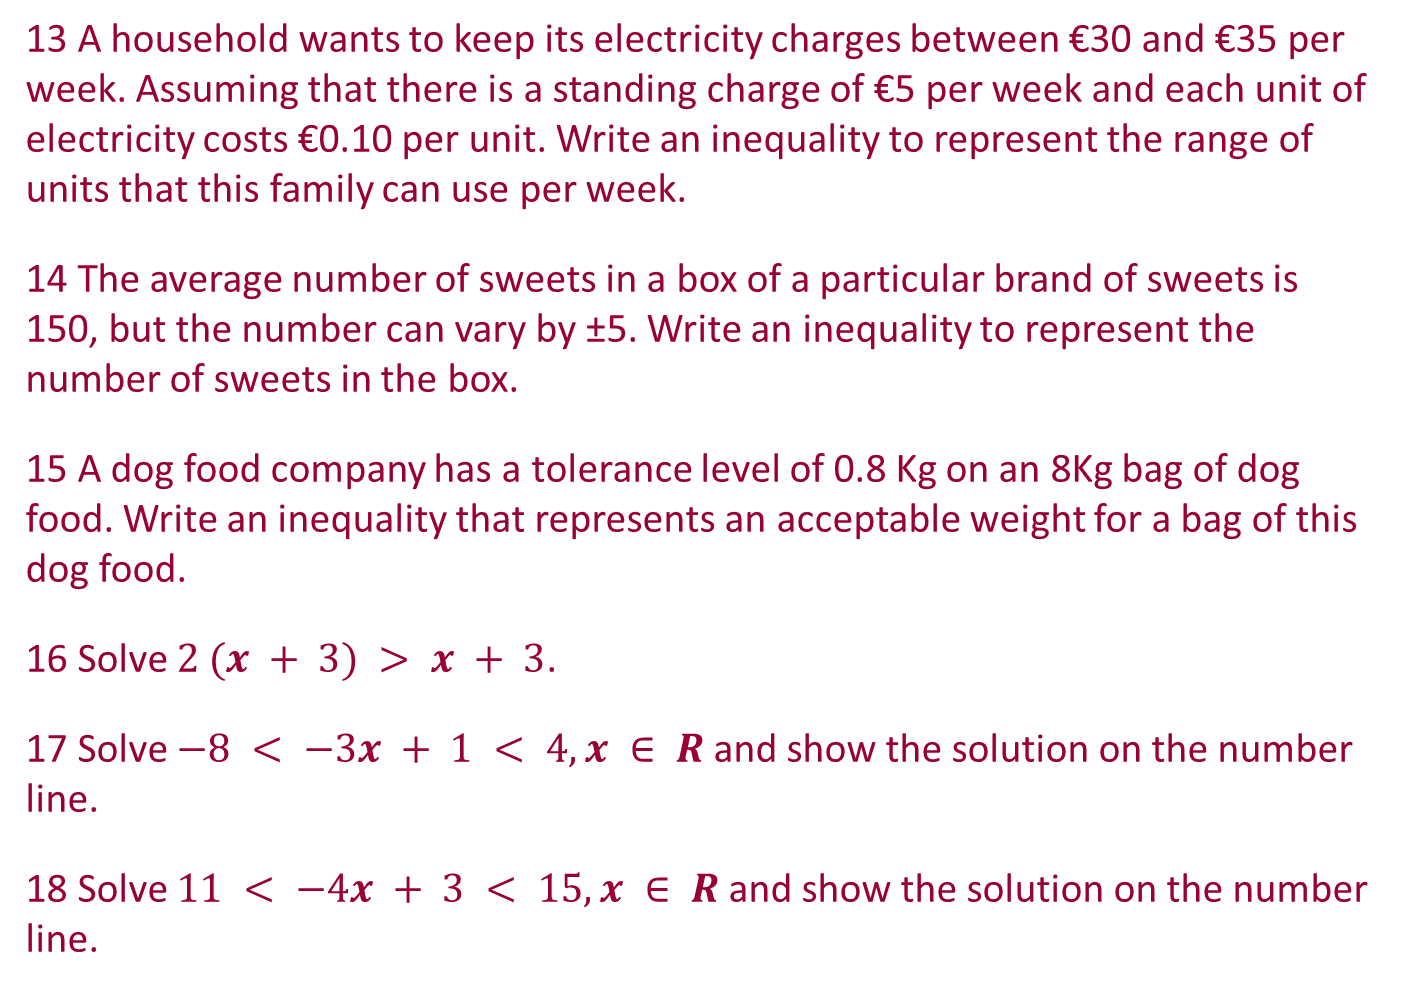 13 A household wants to keep its electricity charges between €30 and €35 per
week. Assuming that there is a standing charge of €5 per week and each unit of
electricity costs €0.10 per unit. Write an inequality to represent the range of
units that this family can use per week.
14 The average number of sweets in a box of a particular brand of sweets is
150, but the number can vary by ±5. Write an inequality to represent the
number of sweets in the box.
15 A dog food company has a tolerance level of 0.8 Kg on an 8Kg bag of dog
food. Write an inequality that represents an acceptable weight for a bag of this
dog food.
16 Solve 2 (x + 3) > x + 3.
17 Solve −8 < −3x + 1 < 4, x ∈ R and show the solution on the number
line.
18 Solve 11 < −4x + 3 < 15, x ∈ R and show the solution on the number
line.